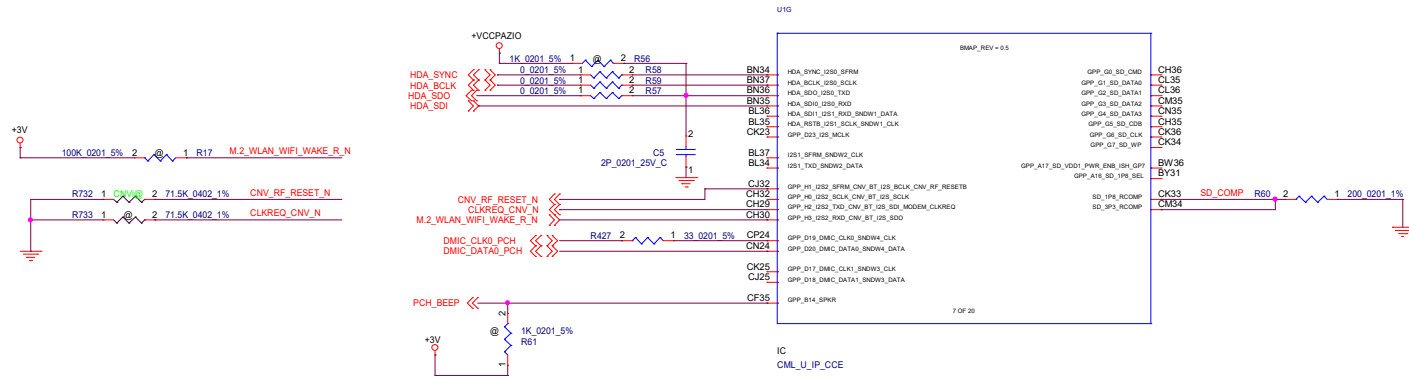 U1G
+VCCPAZIO
BMAP_REV = 0.5
1K_0201_5% 1 @ 2 R56
HDA_SYNC 0_0201_5% 1 2 R58 BN34 HDA_SYNC_I2S0_SFRM GPP_G0_SD_CMD CH36
HDA_BCLK 0_0201_5% 1 2 R59 BN37 HDA_BCLK_I2S0_SCLK GPP_G1_SD_DATA0 CL35
HDA_SDO 0_0201_5% 1 2 R57 BN36 HDA_SDO_I2S0_TXD GPP_G2_SD_DATA1 CL36
HDA_SDI BN35 HDA_SDI0_I2S0_RXD GPP_G3_SD_DATA2 CM35
BL36 HDA_SDI1_I2S1_RXD_SNDW1_DATA GPP_G4_SD_DATA3 CN35
BL35 HDA_RSTB_I2S1_SCLK_SNDW1_CLK GPP_G5_SD_CDB CH35
CK23 GPP_D23_I2S_MCLK GPP_G6_SD_CLK CK36
GPP_G7_SD_WP CK34
+3V
100K_0201_5% 2 @ 1 R17 M.2_WLAN_WIFI_WAKE_R_N
2
C5
2P_0201_25V_C
1
BL37 I2S1_SFRM_SNDW2_CLK
BL34 I2S1_TXD_SNDW2_DATA
GPP_A17_SD_VDD1_PWR_ENB_ISH_GP7 BW36
GPP_A16_SD_1P8_SEL BY31
R732 1 CNVi@ 2 71.5K_0402_1% CNV_RF_RESET_N
R733 1 @ 2 71.5K_0402_1% CLKREQ_CNV_N
CNV_RF_RESET_N CJ32 GPP_H1_I2S2_SFRM_CNV_BT_I2S_BCLK_CNV_RF_RESETB
CH32 GPP_H0_I2S2_SCLK_CNV_BT_I2S_SCLK
CLKREQ_CNV_N CH29 GPP_H2_I2S2_TXD_CNV_BT_I2S_SDI_MODEM_CLKREQ
M.2_WLAN_WIFI_WAKE_R_N CH30 GPP_H3_I2S2_RXD_CNV_BT_I2S_SDO
SD_1P8_RCOMP CK33 SD_COMP R60 2 1 200_0201_1%
SD_3P3_RCOMP CM34
DMIC_CLK0_PCH R427 2 1 33_0201_5% CP24 GPP_D19_DMIC_CLK0_SNDW4_CLK
DMIC_DATA0_PCH CN24 GPP_D20_DMIC_DATA0_SNDW4_DATA
CK25 GPP_D17_DMIC_CLK1_SNDW3_CLK
CJ25 GPP_D18_DMIC_DATA1_SNDW3_DATA
PCH_BEEP CF35 GPP_B14_SPKR
7 OF 20
2
@ 1K_0201_5%
R61
1
+3V
IC
CML_U_IP_CCE